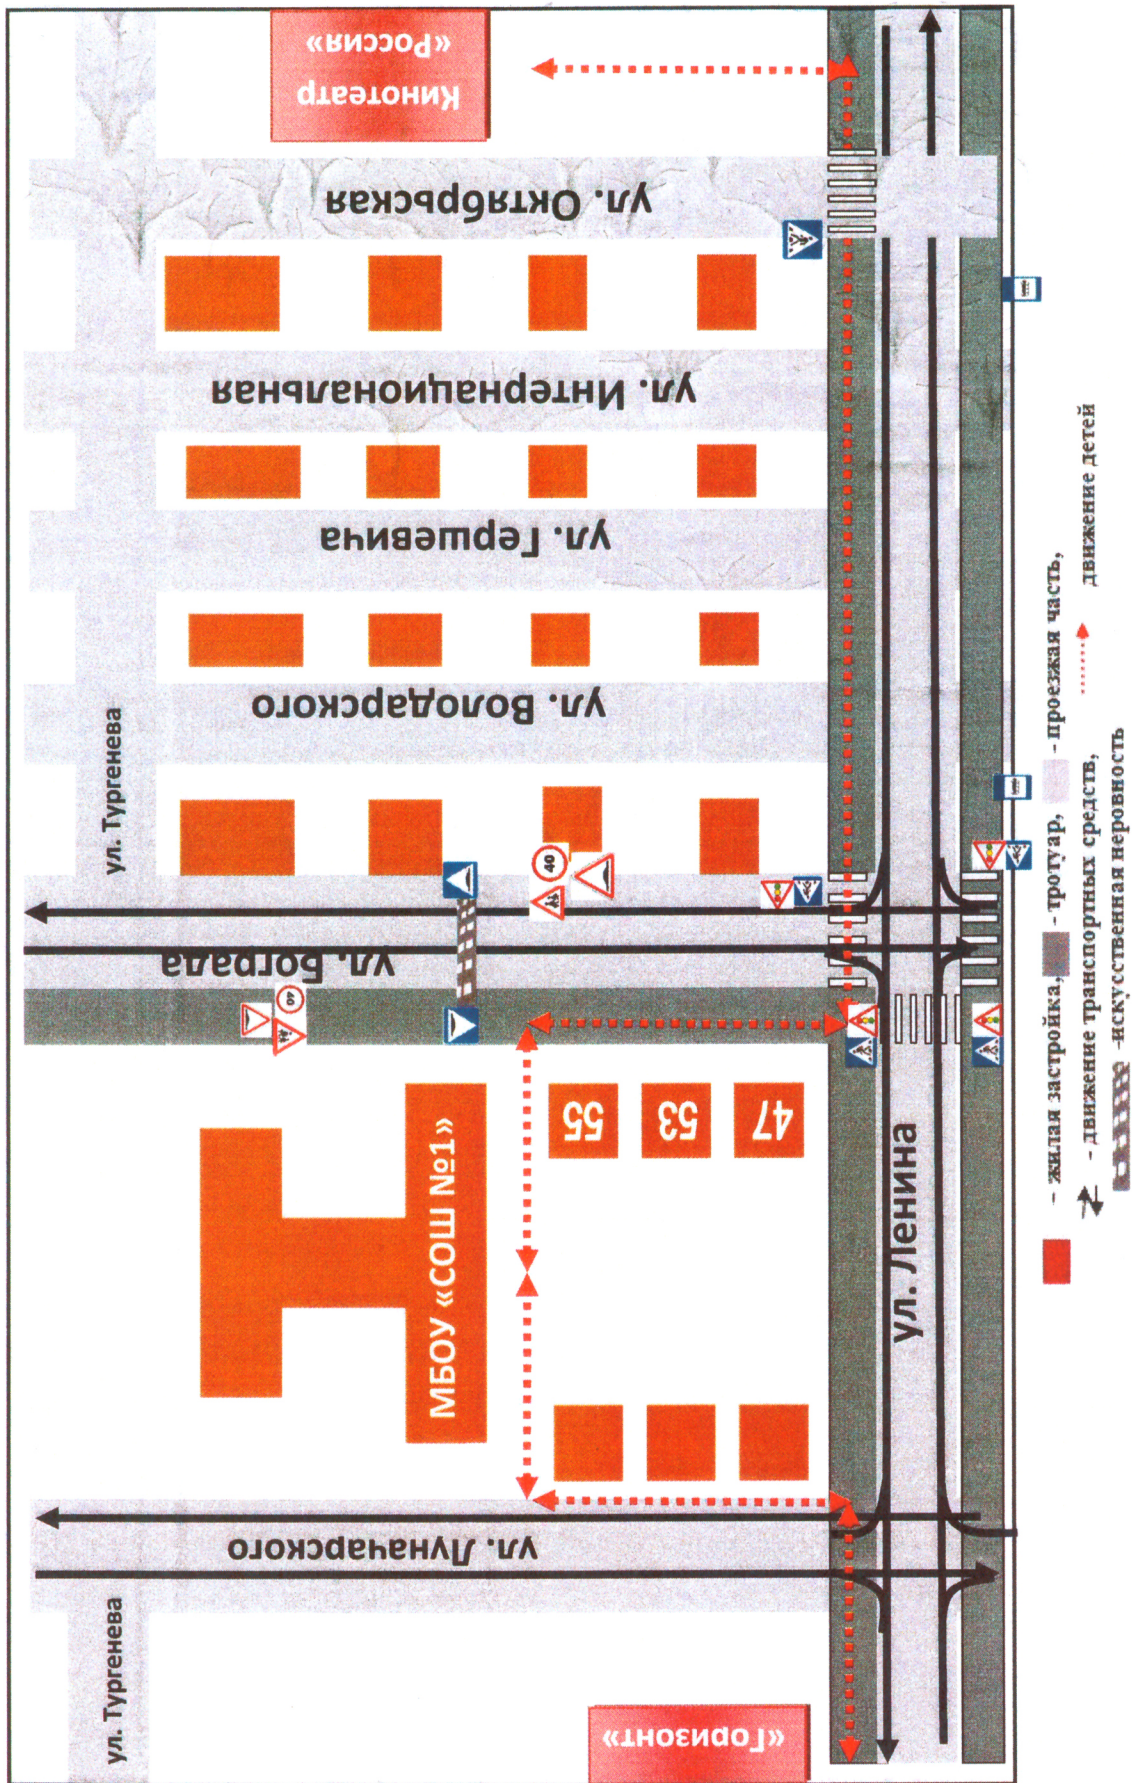 ул. Тургенева
ул. Тургенева
ул. Луначарского
«Горизонт»
МБОУ «СОШ №1»
55
53
47
ул. Ленина
ул. Бограда
40
40
ул. Володарского
ул. Гершевича
ул. Интернациональная
ул. Октябрьская
Кинотеатр
«Россия»
- жилая застройка, - тротуар, - проезжая часть,
- движение транспортных средств, движение детей
-искусственная неровность